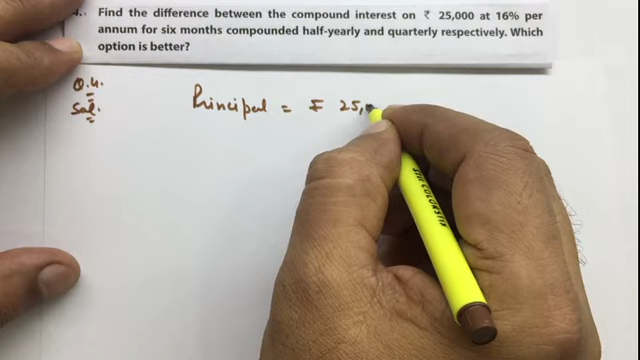 4. Find the difference between the compound interest on ₹ 25,000 at 16% per
annum for six months compounded half-yearly and quarterly respectively. Which
option is better?
Q.4.
Sol.
Principal = ₹ 25,